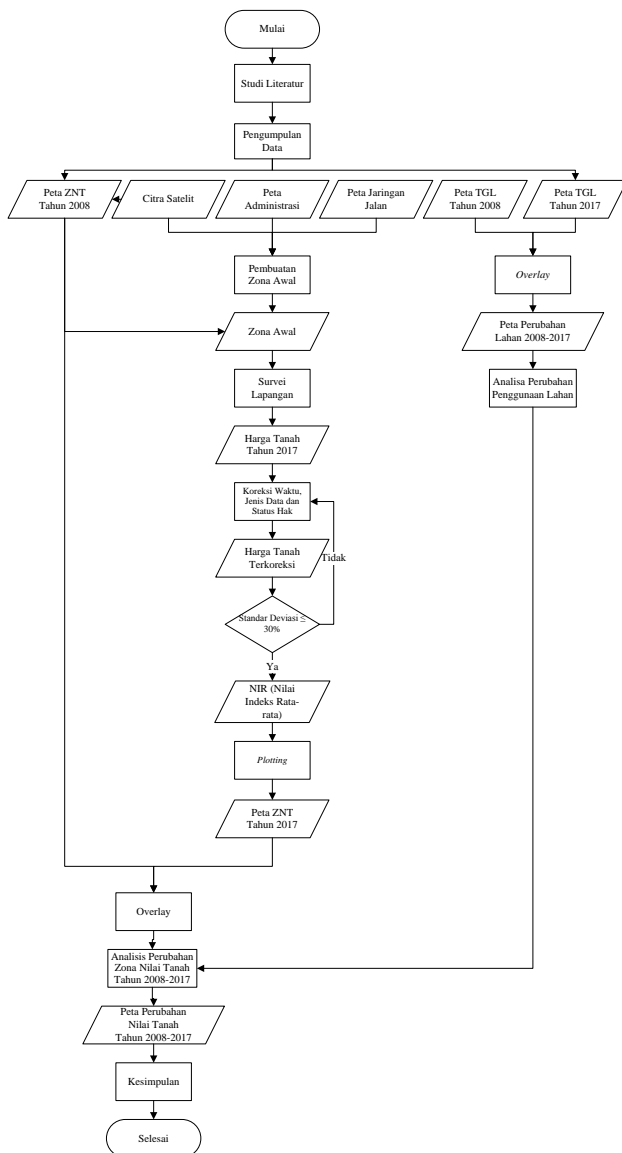 Mulai
Studi Literatur
Pengumpulan
Data
Peta ZNT
Tahun 2008
Citra Satelit
Peta
Administrasi
Peta Jaringan
Jalan
Peta TGL
Tahun 2008
Peta TGL
Tahun 2017
Pembuatan
Zona Awal
Overlay
Zona Awal
Peta Perubahan
Lahan 2008-2017
Survei
Lapangan
Analisa Perubahan
Penggunaan Lahan
Harga Tanah
Tahun 2017
Koreksi Waktu,
Jenis Data dan
Status Hak
Harga Tanah
Terkoreksi
Tidak
Standar Deviasi ≤
30%
Ya
NIR (Nilai
Indeks Rata-
rata)
Plotting
Peta ZNT
Tahun 2017
Overlay
Analisis Perubahan
Zona Nilai Tanah
Tahun 2008-2017
Peta Perubahan
Nilai Tanah
Tahun 2008-2017
Kesimpulan
Selesai